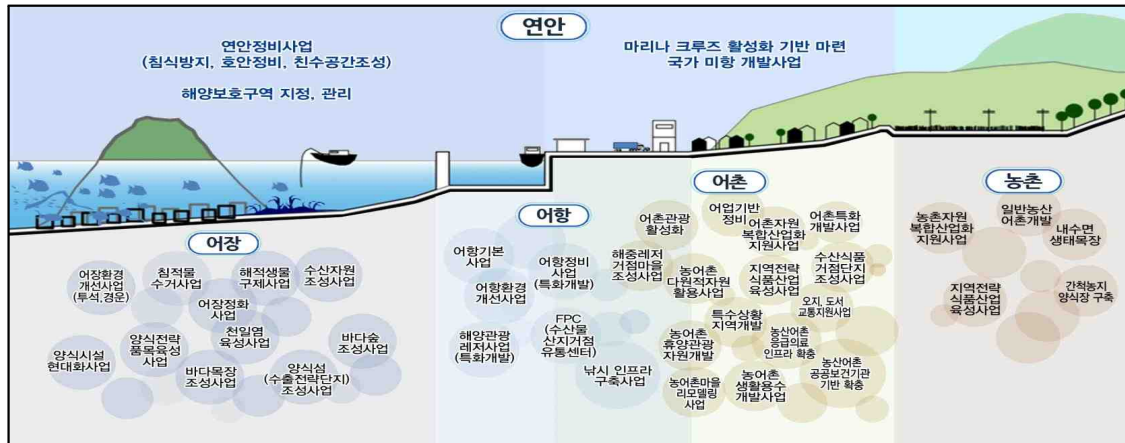 연안
연안정비사업
(침식방지, 호안정비, 친수공간조성)
해양보호구역 지정, 관리
마리나 크루즈 활성화 기반 마련
국가 미항 개발사업
어장
어장환경
개선사업
(투석,경운)
침적물
수거사업
해적생물
구제사업
수산자원
조성사업
어장정화
사업
천일염
육성사업
양식시설
현대화사업
양식전략
품목육성
사업
바다목장
조성사업
양식섬
(수출전략단지)
조성사업
바다숲
조성사업
어항
어항기본
사업
어항정비
사업
(특화개발)
어항환경
개선사업
해양관광
레저사업
(특화개발)
FPC
(수산물
산지거점
유통센터)
낚시 인프라
구축사업
어촌
어촌관광
활성화
어업기반
정비
어촌자원
복합산업화
지원사업
어촌특화
개발사업
해중레저
거점마을
조성사업
농어촌
다원적자원
활용사업
지역전략
식품산업
육성사업
수산식품
거점단지
조성사업
오지, 도서
교통지원사업
특수상황
지역개발
농어촌
휴양관광
자원개발
농산어촌
응급의료
인프라 확충
농산어촌
공공보건기관
기반 확충
농어촌마을
리모델링
사업
농어촌
생활용수
개발사업
농촌
농촌자원
복합산업화
지원사업
일반농산
어촌개발
내수면
생태목장
지역전략
식품산업
육성사업
간척농지
양식장 구축